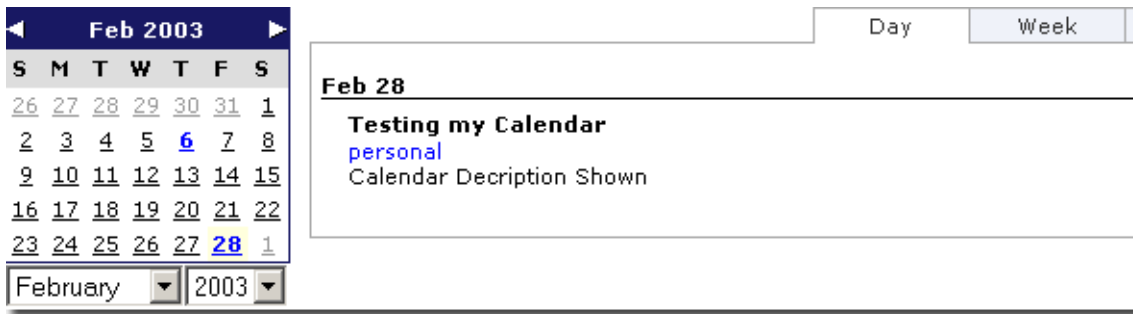 Feb 2003
S M T W T F S
26 27 28 29 30 31 1
2 3 4 5 6 7 8
9 10 11 12 13 14 15
16 17 18 19 20 21 22
23 24 25 26 27 28 1
February 2003
Day Week
Feb 28
Testing my Calendar
personal
Calendar Decription Shown